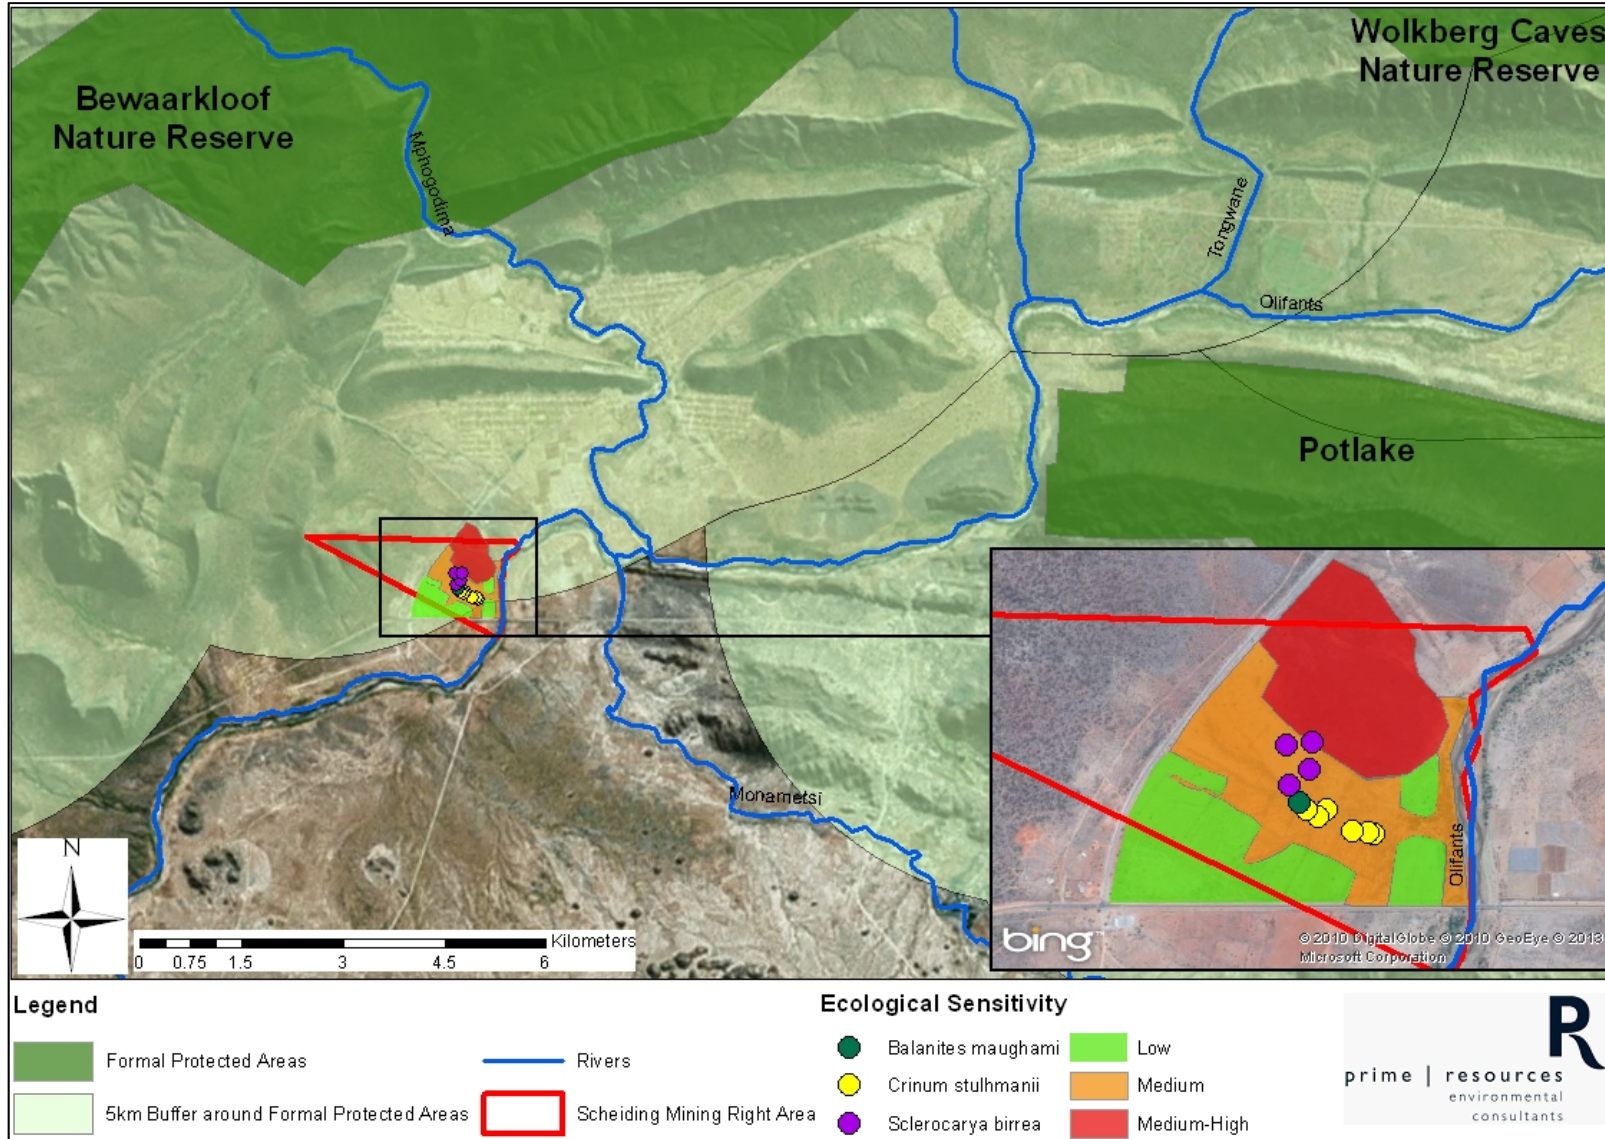 Wolkberg Caves
Nature Reserve
Bewaarkloof
Nature Reserve
Mphogodima
Tongwane
Olifants
Potlake
Monametsi
Olifants
N
Kilometers
0 0.75 1.5 3 4.5 6
bing™
© 2010 DigitalGlobe © 2010 GeoEye © 2013
Microsoft Corporation
Legend
Formal Protected Areas
5km Buffer around Formal Protected Areas
Rivers
Scheiding Mining Right Area
Ecological Sensitivity
Balanites maughami
Crinum stulhmanii
Sclerocarya birrea
Low
Medium
Medium-High
R
prime | resources
environmental
consultants